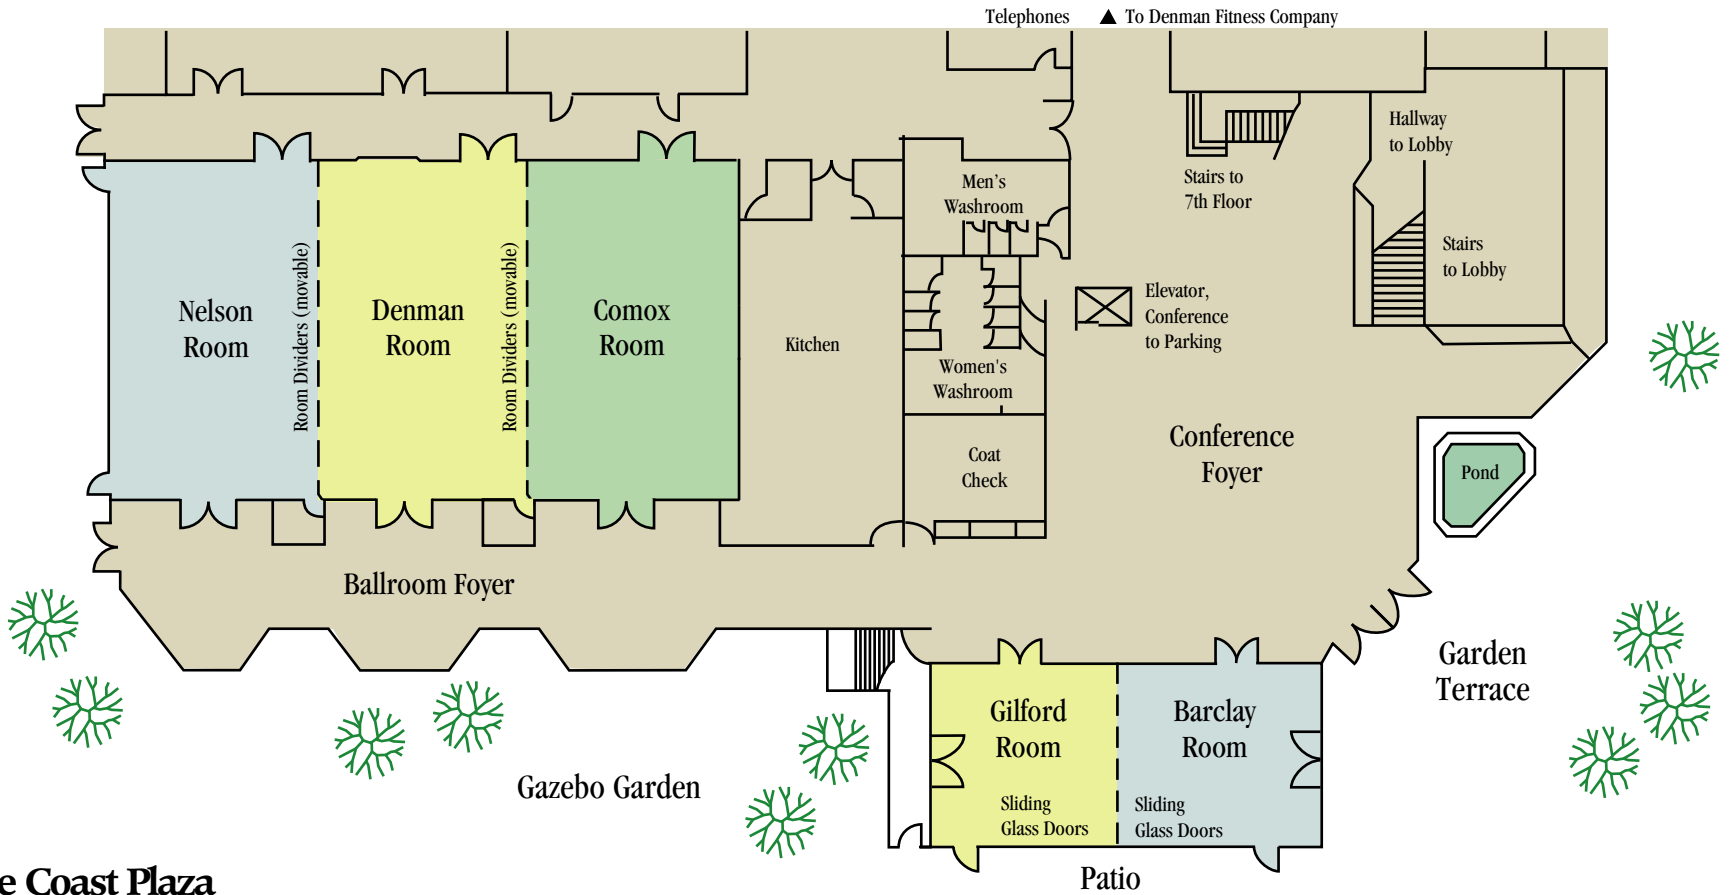 Telephones ▲ To Denman Fitness Company
Hallway
to Lobby
Men's
Washroom
Stairs to
7th Floor
Stairs
to Lobby
Nelson
Room
Room Dividers (movable)
Denman
Room
Room Dividers (movable)
Comox
Room
Kitchen
Elevator,
Conference
to Parking
Women's
Washroom
Coat
Check
Conference
Foyer
Pond
Ballroom Foyer
Garden
Terrace
Gilford
Room
Barclay
Room
Gazebo Garden
Sliding
Glass Doors
Sliding
Glass Doors
Patio
e Coast Plaza